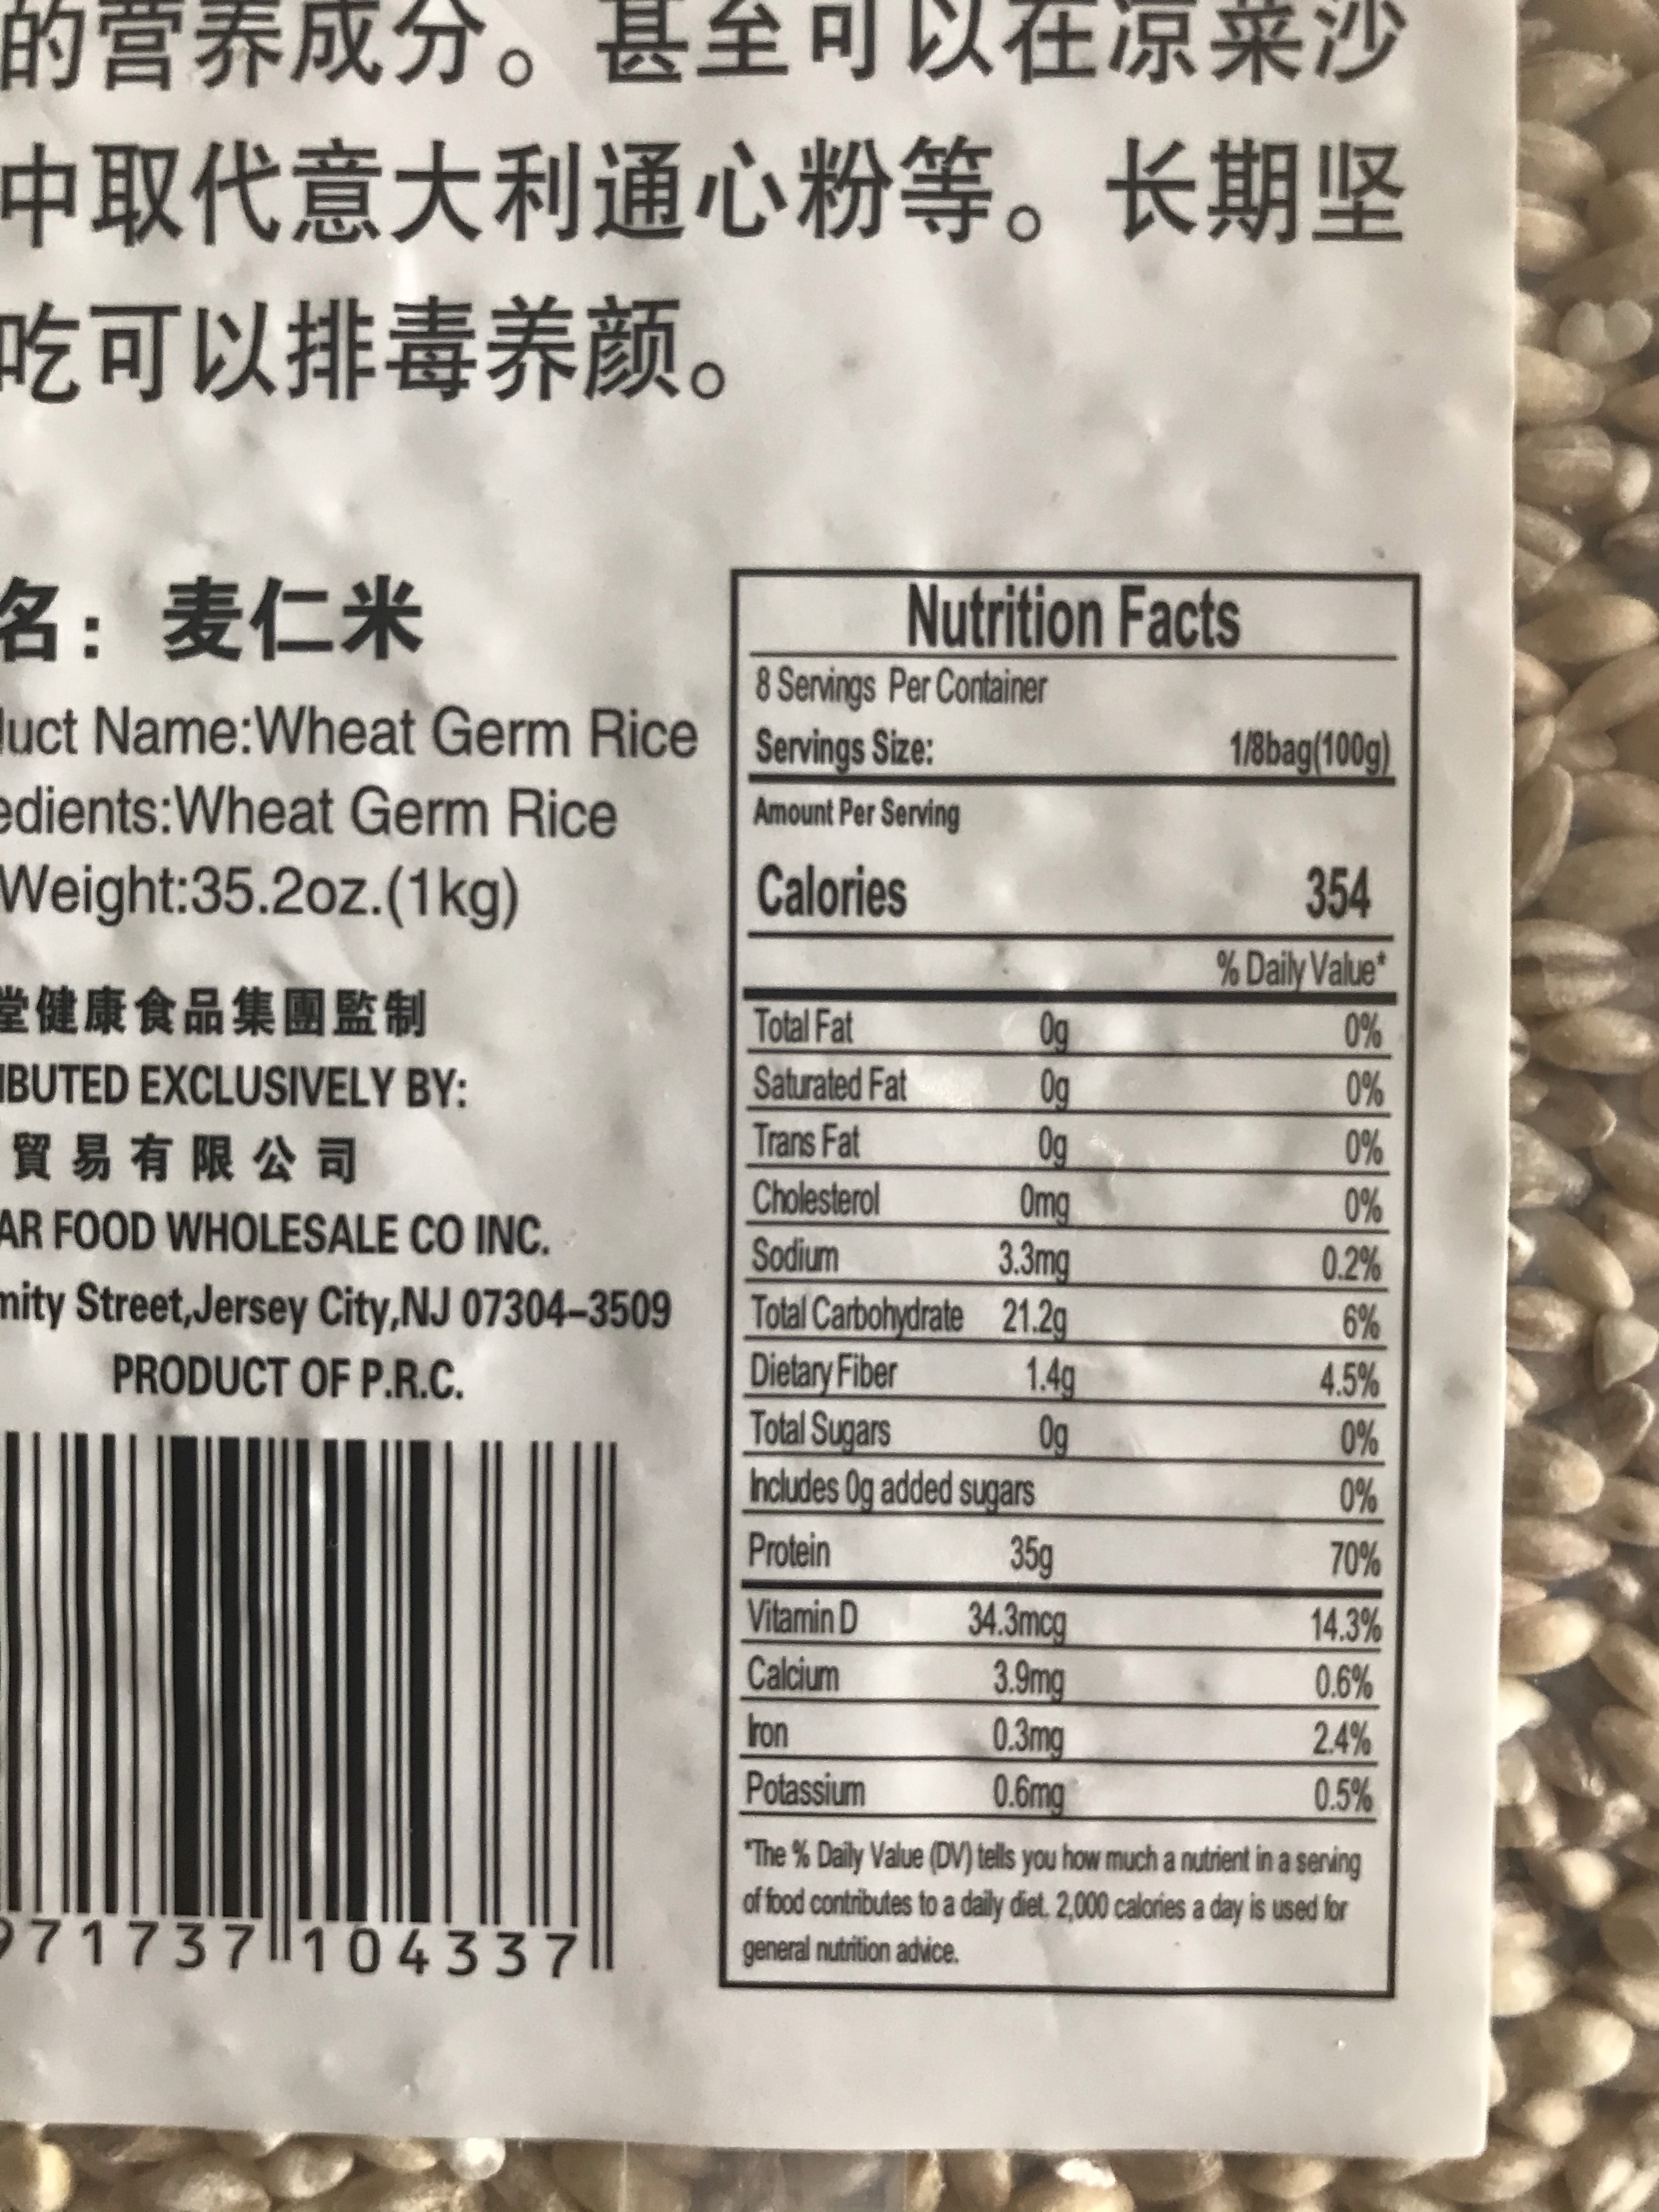 的营养成分。甚至可以在凉菜沙
中取代意大利通心粉等。长期坚
吃可以排毒养颜。
名：麦仁米
uct Name:Wheat Germ Rice
edients:Wheat Germ Rice
Weight:35.2oz.(1kg)
堂健康食品集團監制
IBUTED EXCLUSIVELY BY:
貿易有限公司
AR FOOD WHOLESALE CO INC.
mity Street,Jersey City,NJ 07304-3509
PRODUCT OF P.R.C.
971737 104337
Nutrition Facts
8 Servings Per Container
Servings Size: 1/8bag(100g)
Amount Per Serving
Calories 354
% Daily Value*
Total Fat 0g 0%
Saturated Fat 0g 0%
Trans Fat 0g 0%
Cholesterol 0mg 0%
Sodium 3.3mg 0.2%
Total Carbohydrate 21.2g 6%
Dietary Fiber 1.4g 4.5%
Total Sugars 0g 0%
Includes 0g added sugars 0%
Protein 35g 70%
Vitamin D 34.3mcg 14.3%
Calcium 3.9mg 0.6%
Iron 0.3mg 2.4%
Potassium 0.6mg 0.5%
*The % Daily Value (DV) tells you how much a nutrient in a serving
of food contributes to a daily diet. 2,000 calories a day is used for
general nutrition advice.